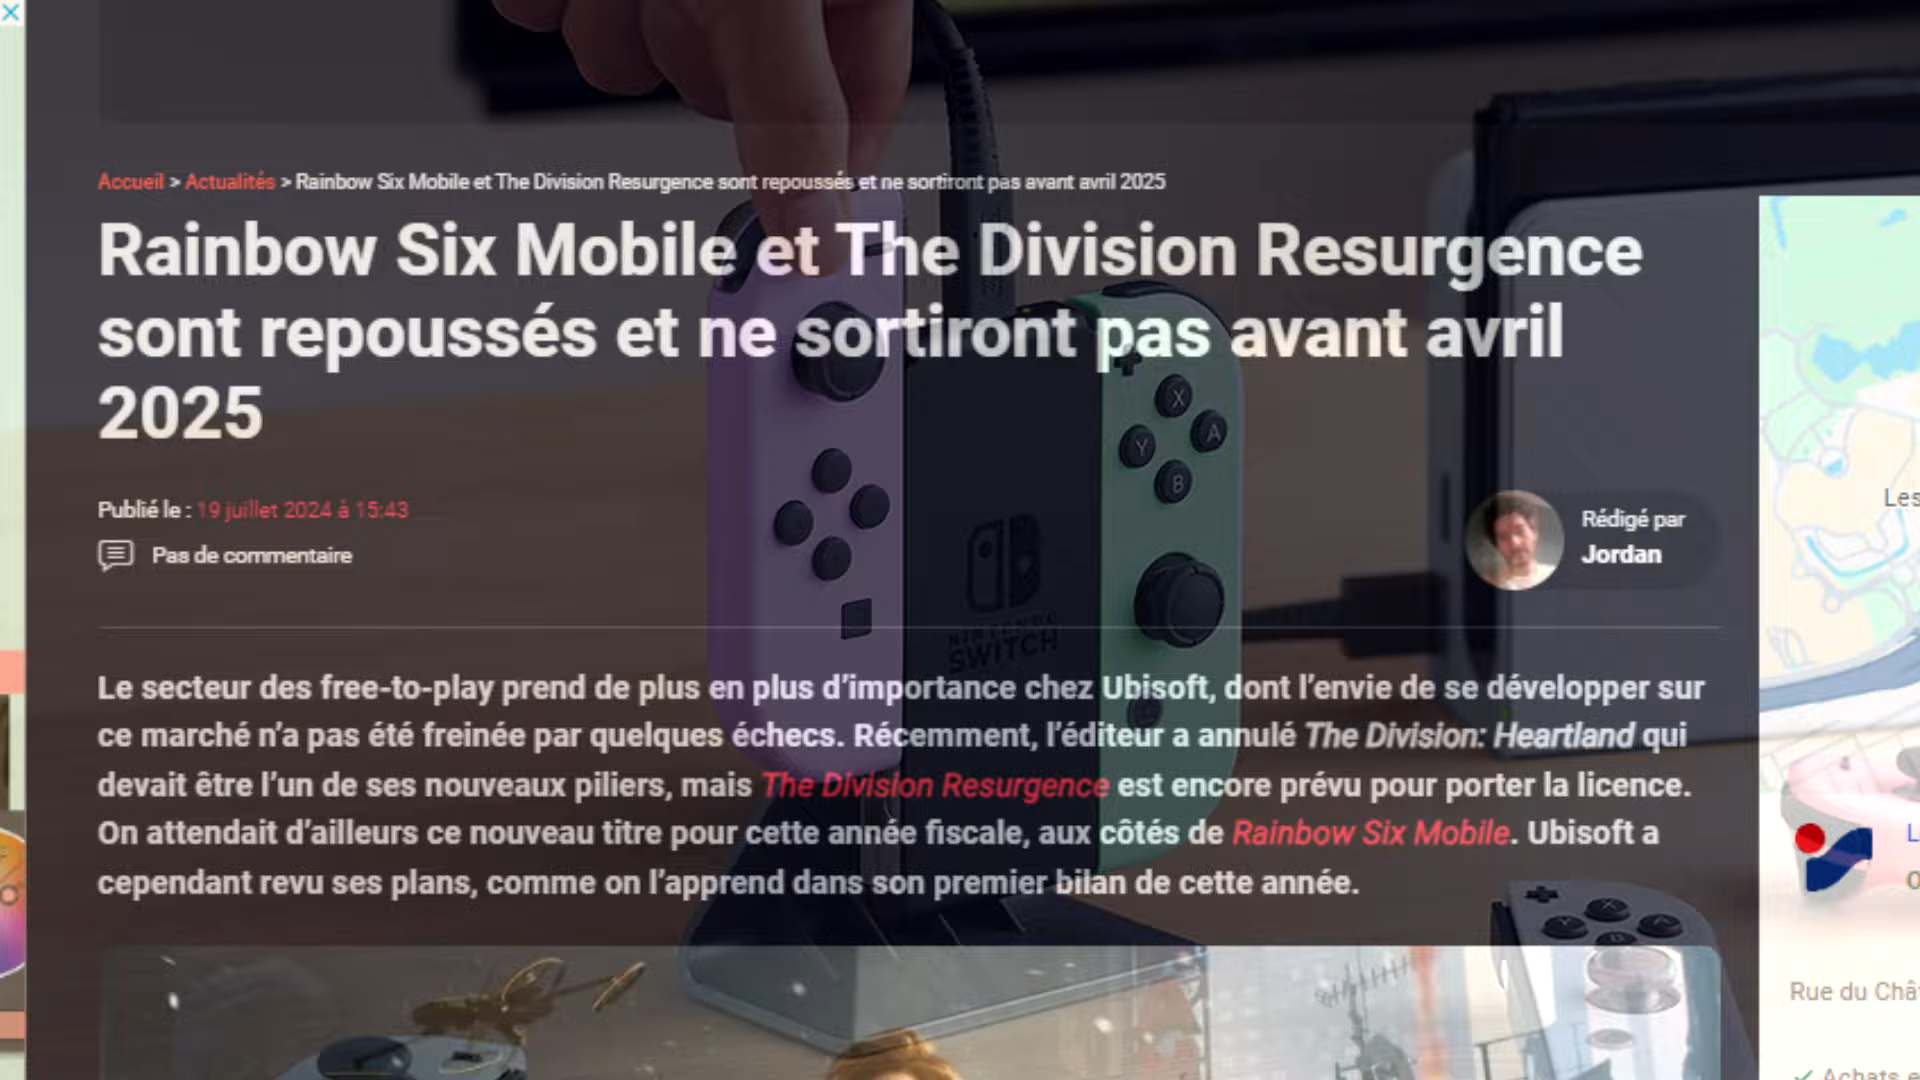 Accueil > Actualités > Rainbow Six Mobile et The Division Resurgence sont repoussés et ne sortiront pas avant avril 2025
Rainbow Six Mobile et The Division Resurgence
sont repoussés et ne sortiront pas avant avril
2025
Publié le : 19 juillet 2024 à 15:43
Pas de commentaire
Rédigé par
Jordan
X
A
Y
B
NINTENDO
SWITCH
Le secteur des free-to-play prend de plus en plus d’importance chez Ubisoft, dont l’envie de se développer sur
ce marché n’a pas été freinée par quelques échecs. Récemment, l’éditeur a annulé The Division: Heartland qui
devait être l’un de ses nouveaux piliers, mais The Division Resurgence est encore prévu pour porter la licence.
On attendait d’ailleurs ce nouveau titre pour cette année fiscale, aux côtés de Rainbow Six Mobile. Ubisoft a
cependant revu ses plans, comme on l’apprend dans son premier bilan de cette année.
Les
Rue du Châ
Achats e